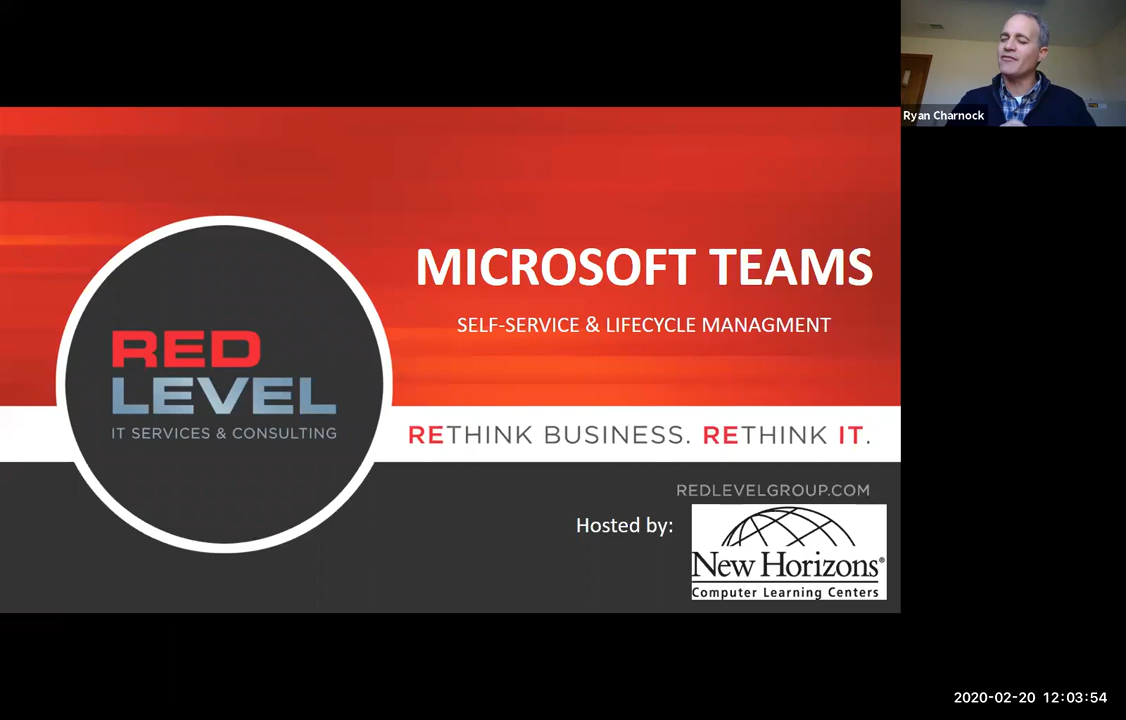 Ryan Charnock
MICROSOFT TEAMS
SELF-SERVICE & LIFECYCLE MANAGMENT
RED
LEVEL
IT SERVICES & CONSULTING
RETHINK BUSINESS. RETHINK IT.
REDLEVELGROUP.COM
Hosted by:
New Horizons®
Computer Learning Centers
2020-02-20 12:03:54